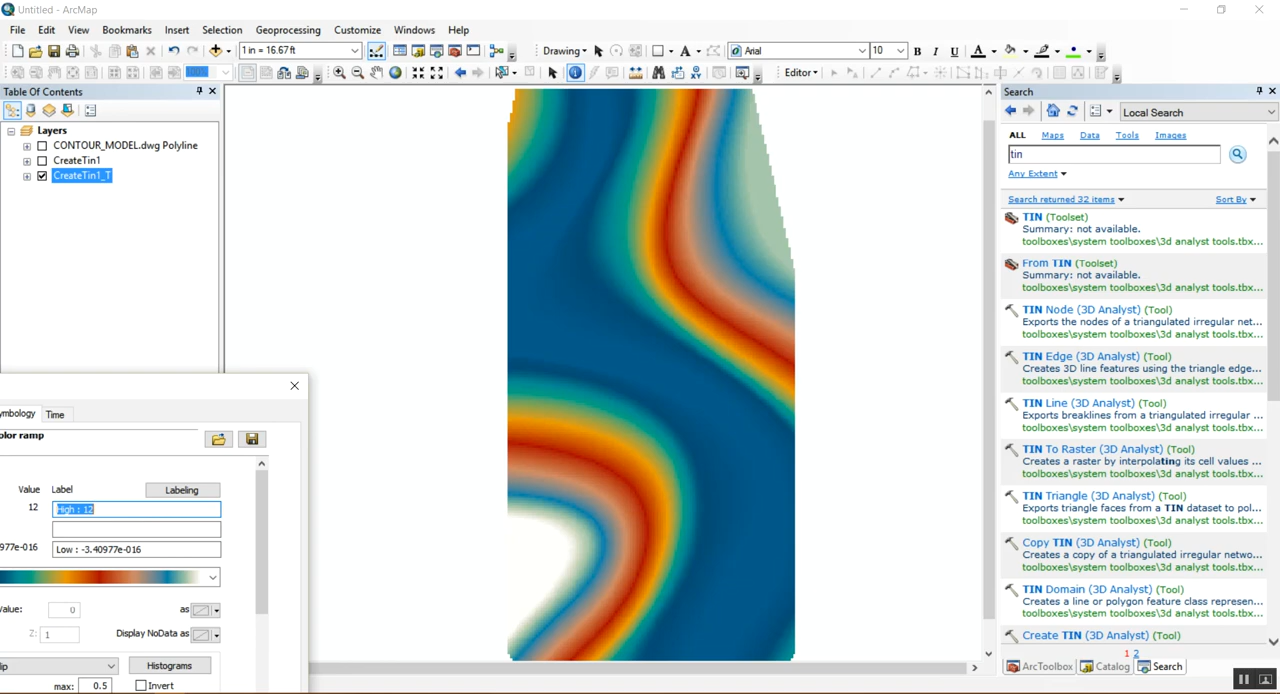 Untitled - ArcMap
File Edit View Bookmarks Insert Selection Geoprocessing Customize Windows Help
1 in = 16.67 ft
Drawing
Arial
10
B I U A
100%
Editor
Table Of Contents
Layers
CONTOUR_MODEL.dwg Polyline
CreateTin1
CreateTin1_T
ymbology Time
olor ramp
Value Label Labeling
12 High : 12
977e-016 Low : -3.40977e-016
Value: 0 as
Z: 1 Display NoData as
ip Histograms
max: 0.5 Invert
Search
Local Search
ALL Maps Data Tools Images
tin
Any Extent
Search returned 32 items Sort By
TIN (Toolset)
Summary: not available.
toolboxes\system toolboxes\3d analyst tools.tbx...
From TIN (Toolset)
Summary: not available.
toolboxes\system toolboxes\3d analyst tools.tbx...
TIN Node (3D Analyst) (Tool)
Exports the nodes of a triangulated irregular net...
toolboxes\system toolboxes\3d analyst tools.tbx...
TIN Edge (3D Analyst) (Tool)
Creates 3D line features using the triangle edge...
toolboxes\system toolboxes\3d analyst tools.tbx...
TIN Line (3D Analyst) (Tool)
Exports breaklines from a triangulated irregular ...
toolboxes\system toolboxes\3d analyst tools.tbx...
TIN To Raster (3D Analyst) (Tool)
Creates a raster by interpolating its cell values ...
toolboxes\system toolboxes\3d analyst tools.tbx...
TIN Triangle (3D Analyst) (Tool)
Exports triangle faces from a TIN dataset to pol...
toolboxes\system toolboxes\3d analyst tools.tbx...
Copy TIN (3D Analyst) (Tool)
Creates a copy of a triangulated irregular netwo...
toolboxes\system toolboxes\3d analyst tools.tbx...
TIN Domain (3D Analyst) (Tool)
Creates a line or polygon feature class represen...
toolboxes\system toolboxes\3d analyst tools.tbx...
Create TIN (3D Analyst) (Tool)
1 2
ArcToolbox Catalog Search